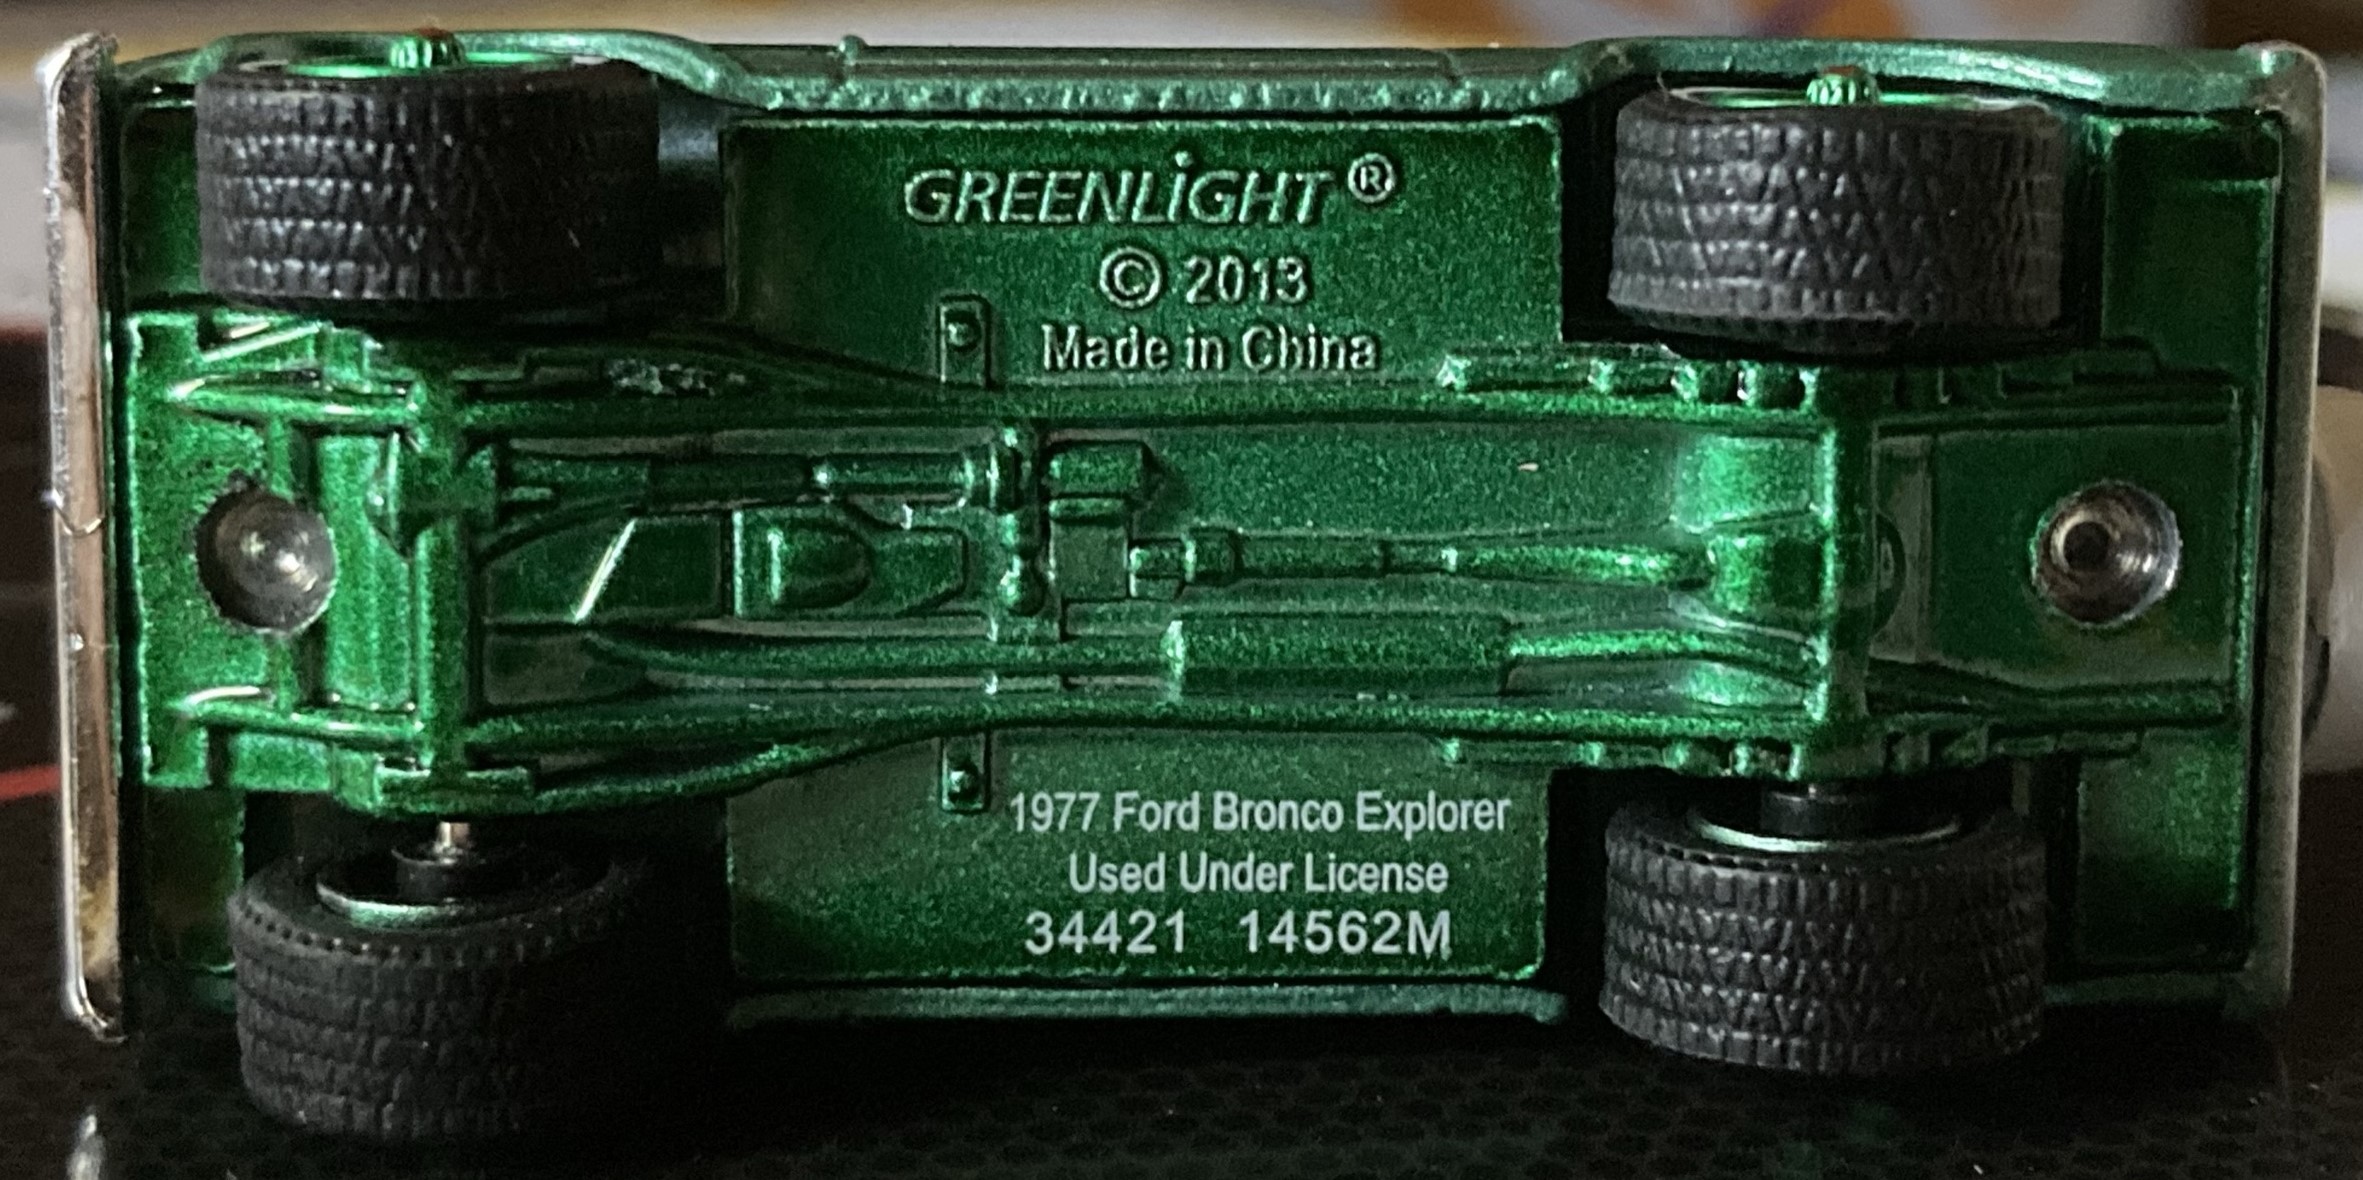 GREENLiGHT®
© 2013
Made in China
1977 Ford Bronco Explorer
Used Under License
34421 14562M